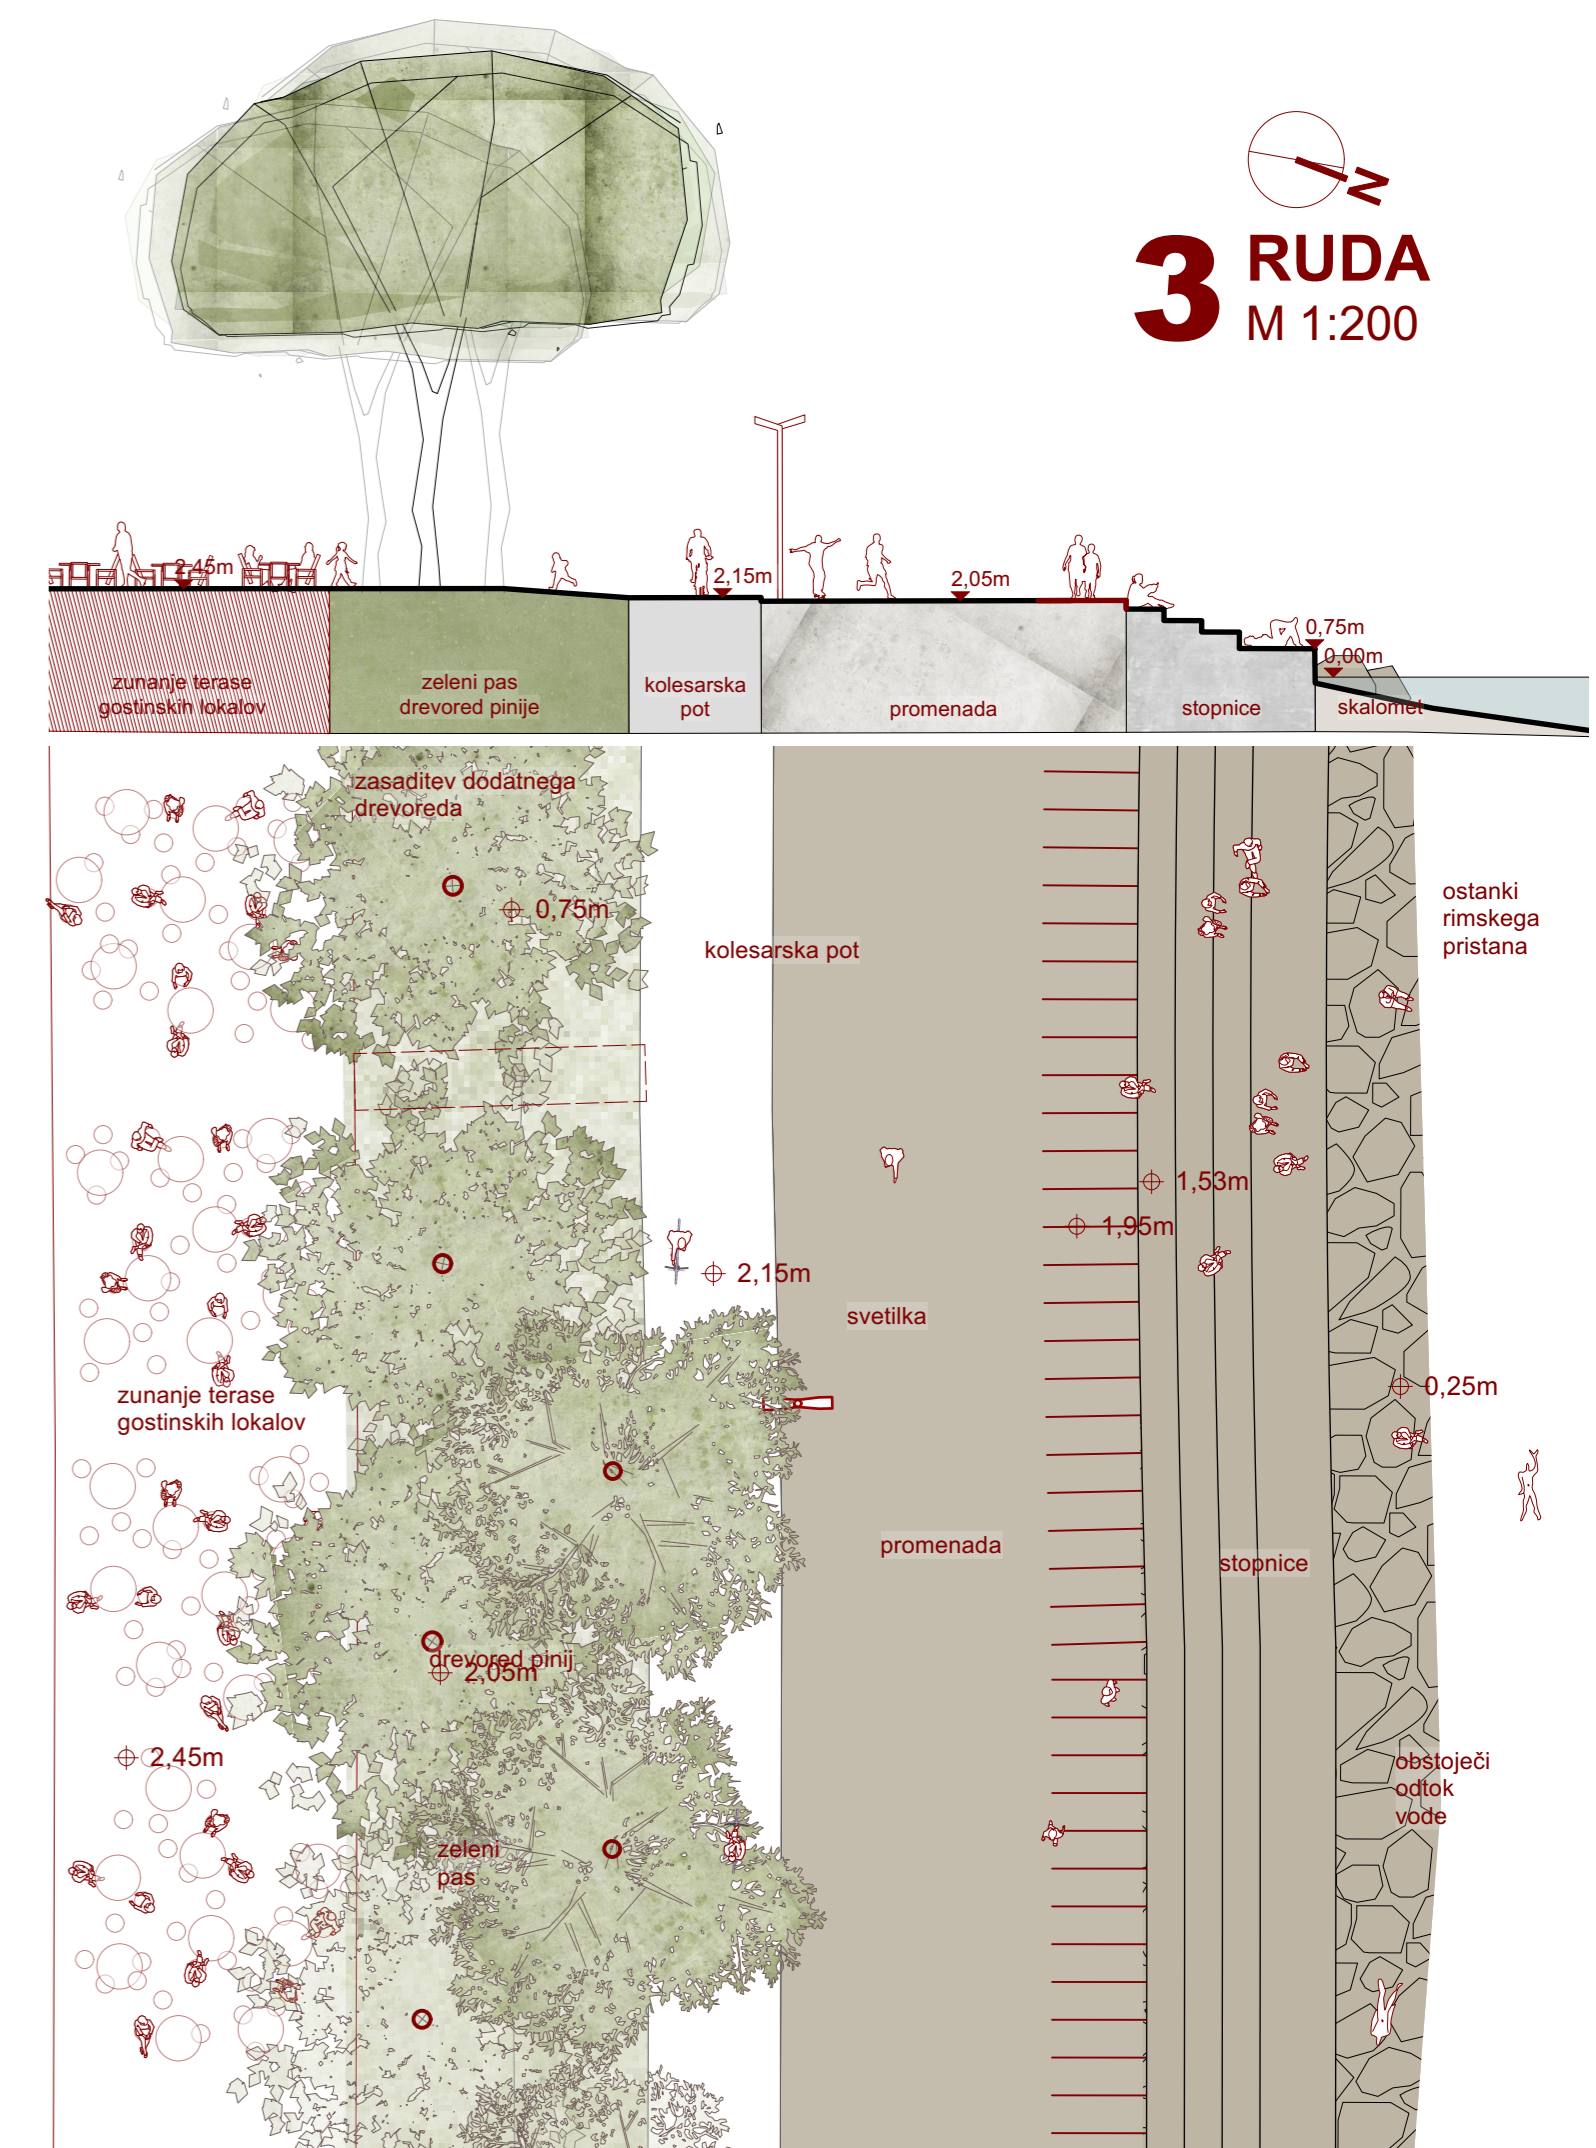 N
3 RUDA
M 1:200
2,45m
2,15m
2,05m
0,75m
0,00m
zunanje terase
gostinskih lokalov
zeleni pas
drevored pinije
kolesarska
pot
promenada
stopnice
skalomet
zasaditev dodatnega
drevoreda
0,75m
kolesarska pot
ostanki
rimskega
pristana
1,53m
1,95m
2,15m
svetilka
zunanje terase
gostinskih lokalov
0,25m
promenada
stopnice
drevored pinij
2,05m
2,45m
obstoječi
odtok
vode
zeleni
pas